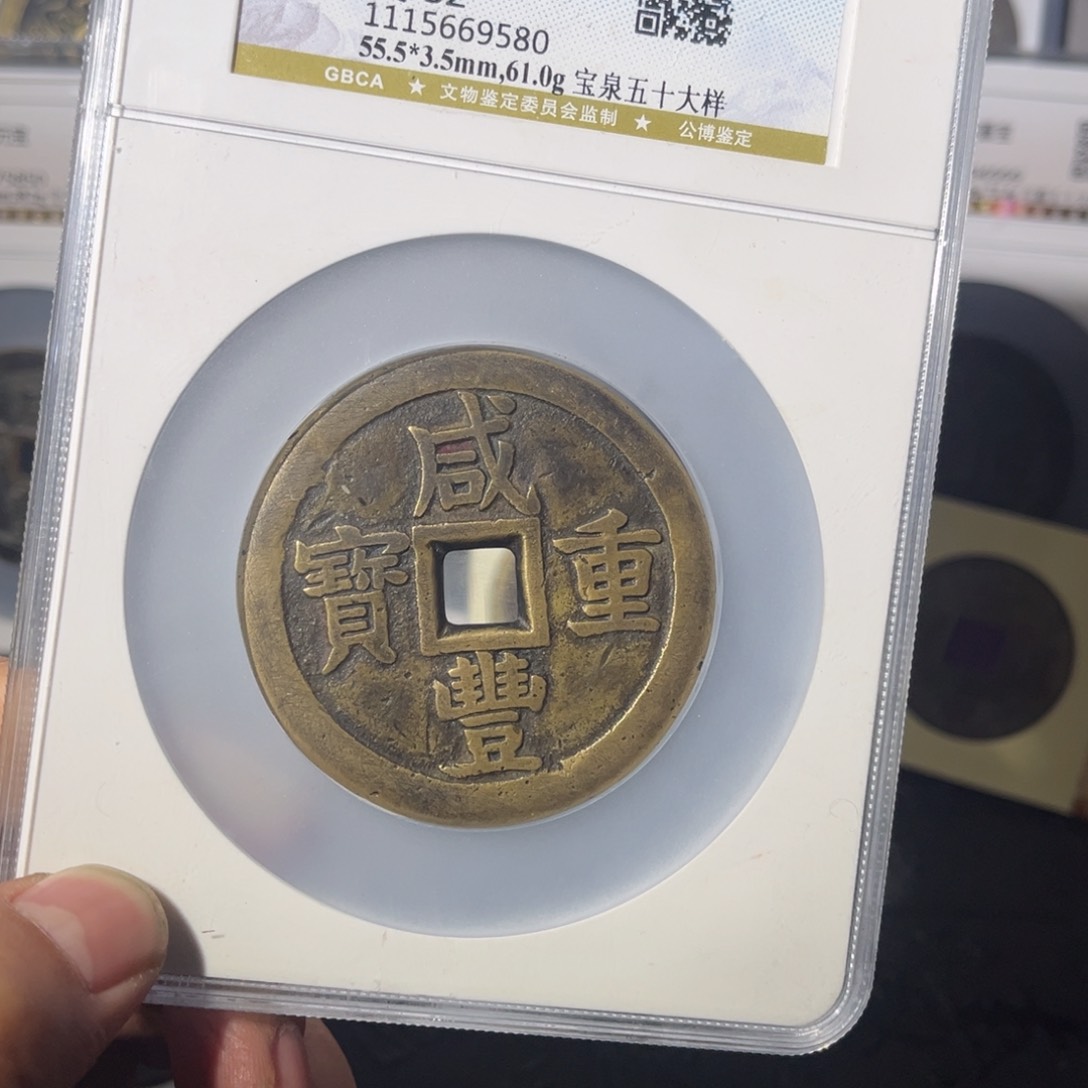 1115669580
55.5*3.5mm,61.0g 宝泉五十大样
GBCA ★ 文物鉴定委员会监制 ★ 公博鉴定
咸
寶 重
豐